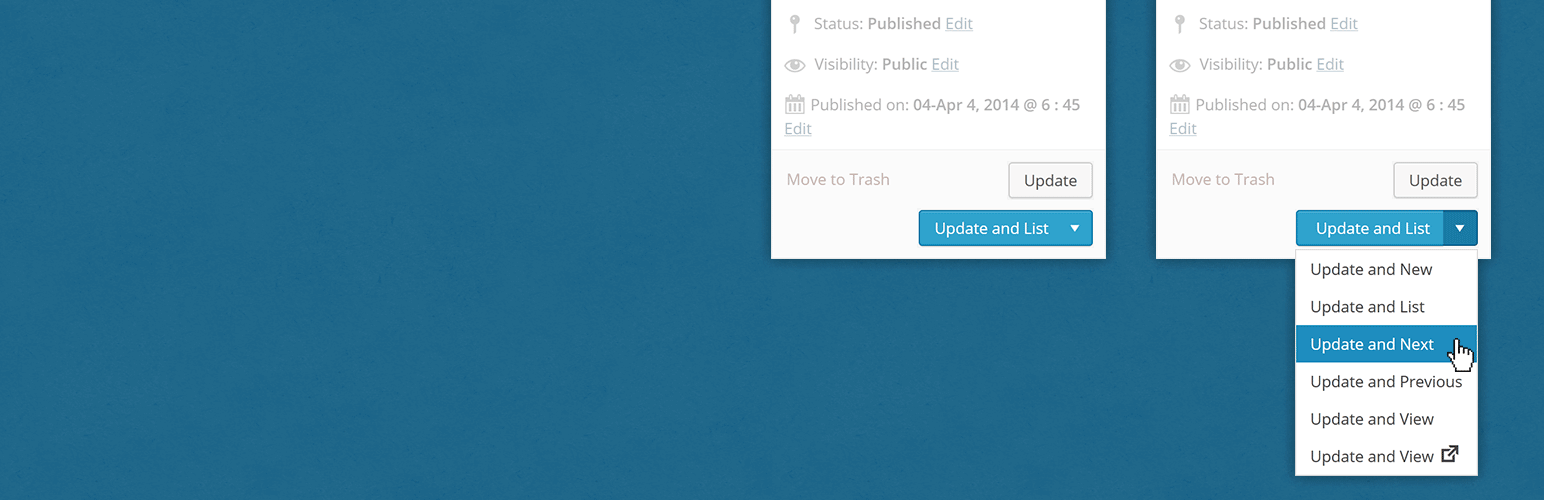 Status: Published Edit
Visibility: Public Edit
Published on: 04-Apr 4, 2014 @ 6 : 45
Edit
Move to Trash
Update
Update and List
Status: Published Edit
Visibility: Public Edit
Published on: 04-Apr 4, 2014 @ 6 : 45
Edit
Move to Trash
Update
Update and List
Update and New
Update and List
Update and Next
Update and Previous
Update and View
Update and View